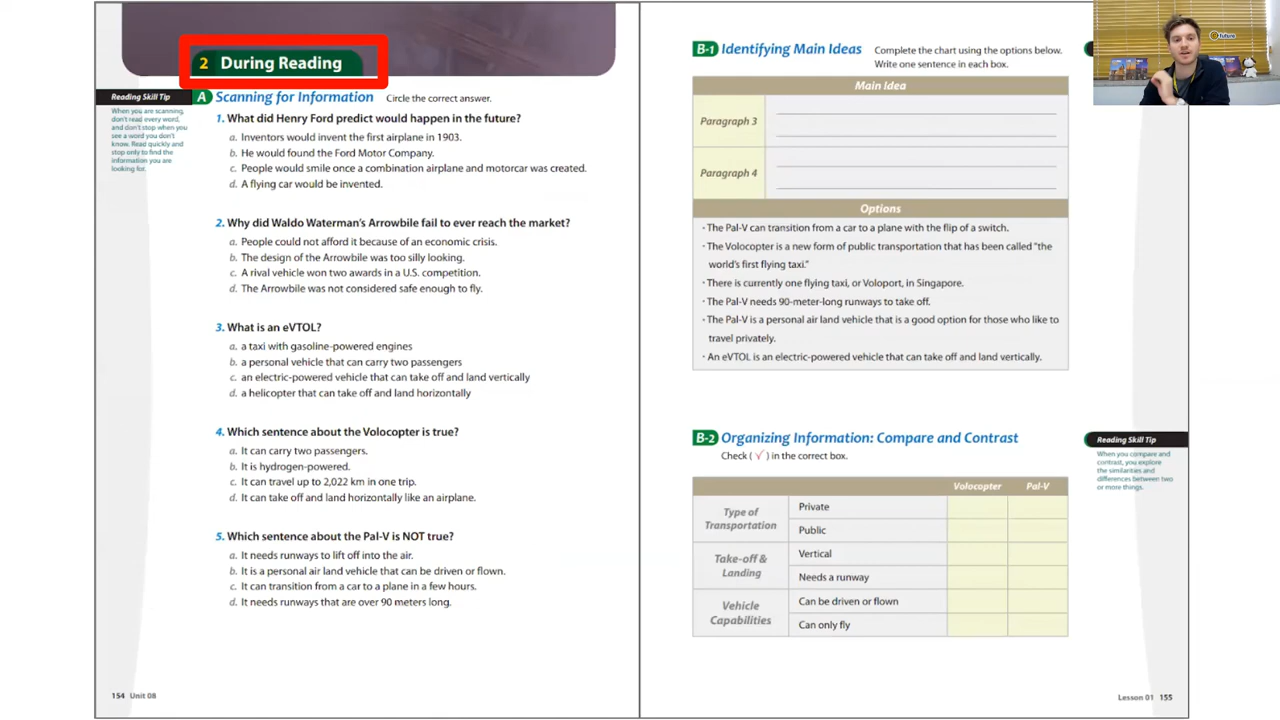 2 During Reading
Reading Skill Tip
When you are scanning,
don't read every word,
and don't stop when you
see a word you don't
know. Read quickly and
stop only to find the
information you are
looking for.
A Scanning for Information Circle the correct answer.
1. What did Henry Ford predict would happen in the future?
a. Inventors would invent the first airplane in 1903.
b. He would found the Ford Motor Company.
c. People would smile once a combination airplane and motorcar was created.
d. A flying car would be invented.
2. Why did Waldo Waterman's Arrowbile fail to ever reach the market?
a. People could not afford it because of an economic crisis.
b. The design of the Arrowbile was too silly looking.
c. A rival vehicle won two awards in a U.S. competition.
d. The Arrowbile was not considered safe enough to fly.
3. What is an eVTOL?
a. a taxi with gasoline-powered engines
b. a personal vehicle that can carry two passengers
c. an electric-powered vehicle that can take off and land vertically
d. a helicopter that can take off and land horizontally
4. Which sentence about the Volocopter is true?
a. It can carry two passengers.
b. It is hydrogen-powered.
c. It can travel up to 2,022 km in one trip.
d. It can take off and land horizontally like an airplane.
5. Which sentence about the Pal-V is NOT true?
a. It needs runways to lift off into the air.
b. It is a personal air land vehicle that can be driven or flown.
c. It can transition from a car to a plane in a few hours.
d. It needs runways that are over 90 meters long.
154 Unit 08
B-1 Identifying Main Ideas Complete the chart using the options below.
Write one sentence in each box.
Main Idea
Paragraph 3
Paragraph 4
Options
· The Pal-V can transition from a car to a plane with the flip of a switch.
· The Volocopter is a new form of public transportation that has been called "the
world's first flying taxi."
· There is currently one flying taxi, or Voloport, in Singapore.
· The Pal-V needs 90-meter-long runways to take off.
· The Pal-V is a personal air land vehicle that is a good option for those who like to
travel privately.
· An eVTOL is an electric-powered vehicle that can take off and land vertically.
B-2 Organizing Information: Compare and Contrast
Check ( √ ) in the correct box.
Reading Skill Tip
When you compare and
contrast, you explore
the similarities and
differences between two
or more things.
Volocopter Pal-V
Type of
Transportation
Private
Public
Take-off &
Landing
Vertical
Needs a runway
Vehicle
Capabilities
Can be driven or flown
Can only fly
Lesson 01 155
future